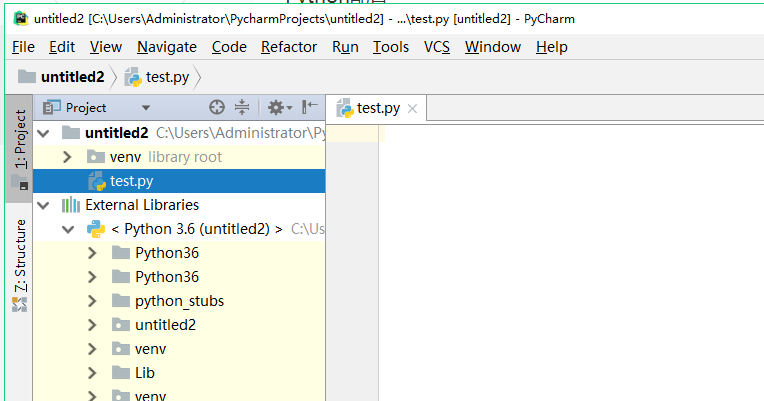 untitled2 [C:\Users\Administrator\PycharmProjects\untitled2] - ...\test.py [untitled2] - PyCharm
File Edit View Navigate Code Refactor Run Tools VCS Window Help
untitled2 test.py
1: Project
7: Structure
Project
test.py
untitled2 C:\Users\Administrator\Py
venv library root
test.py
External Libraries
< Python 3.6 (untitled2) > C:\Us
Python36
Python36
python_stubs
untitled2
venv
Lib
venv